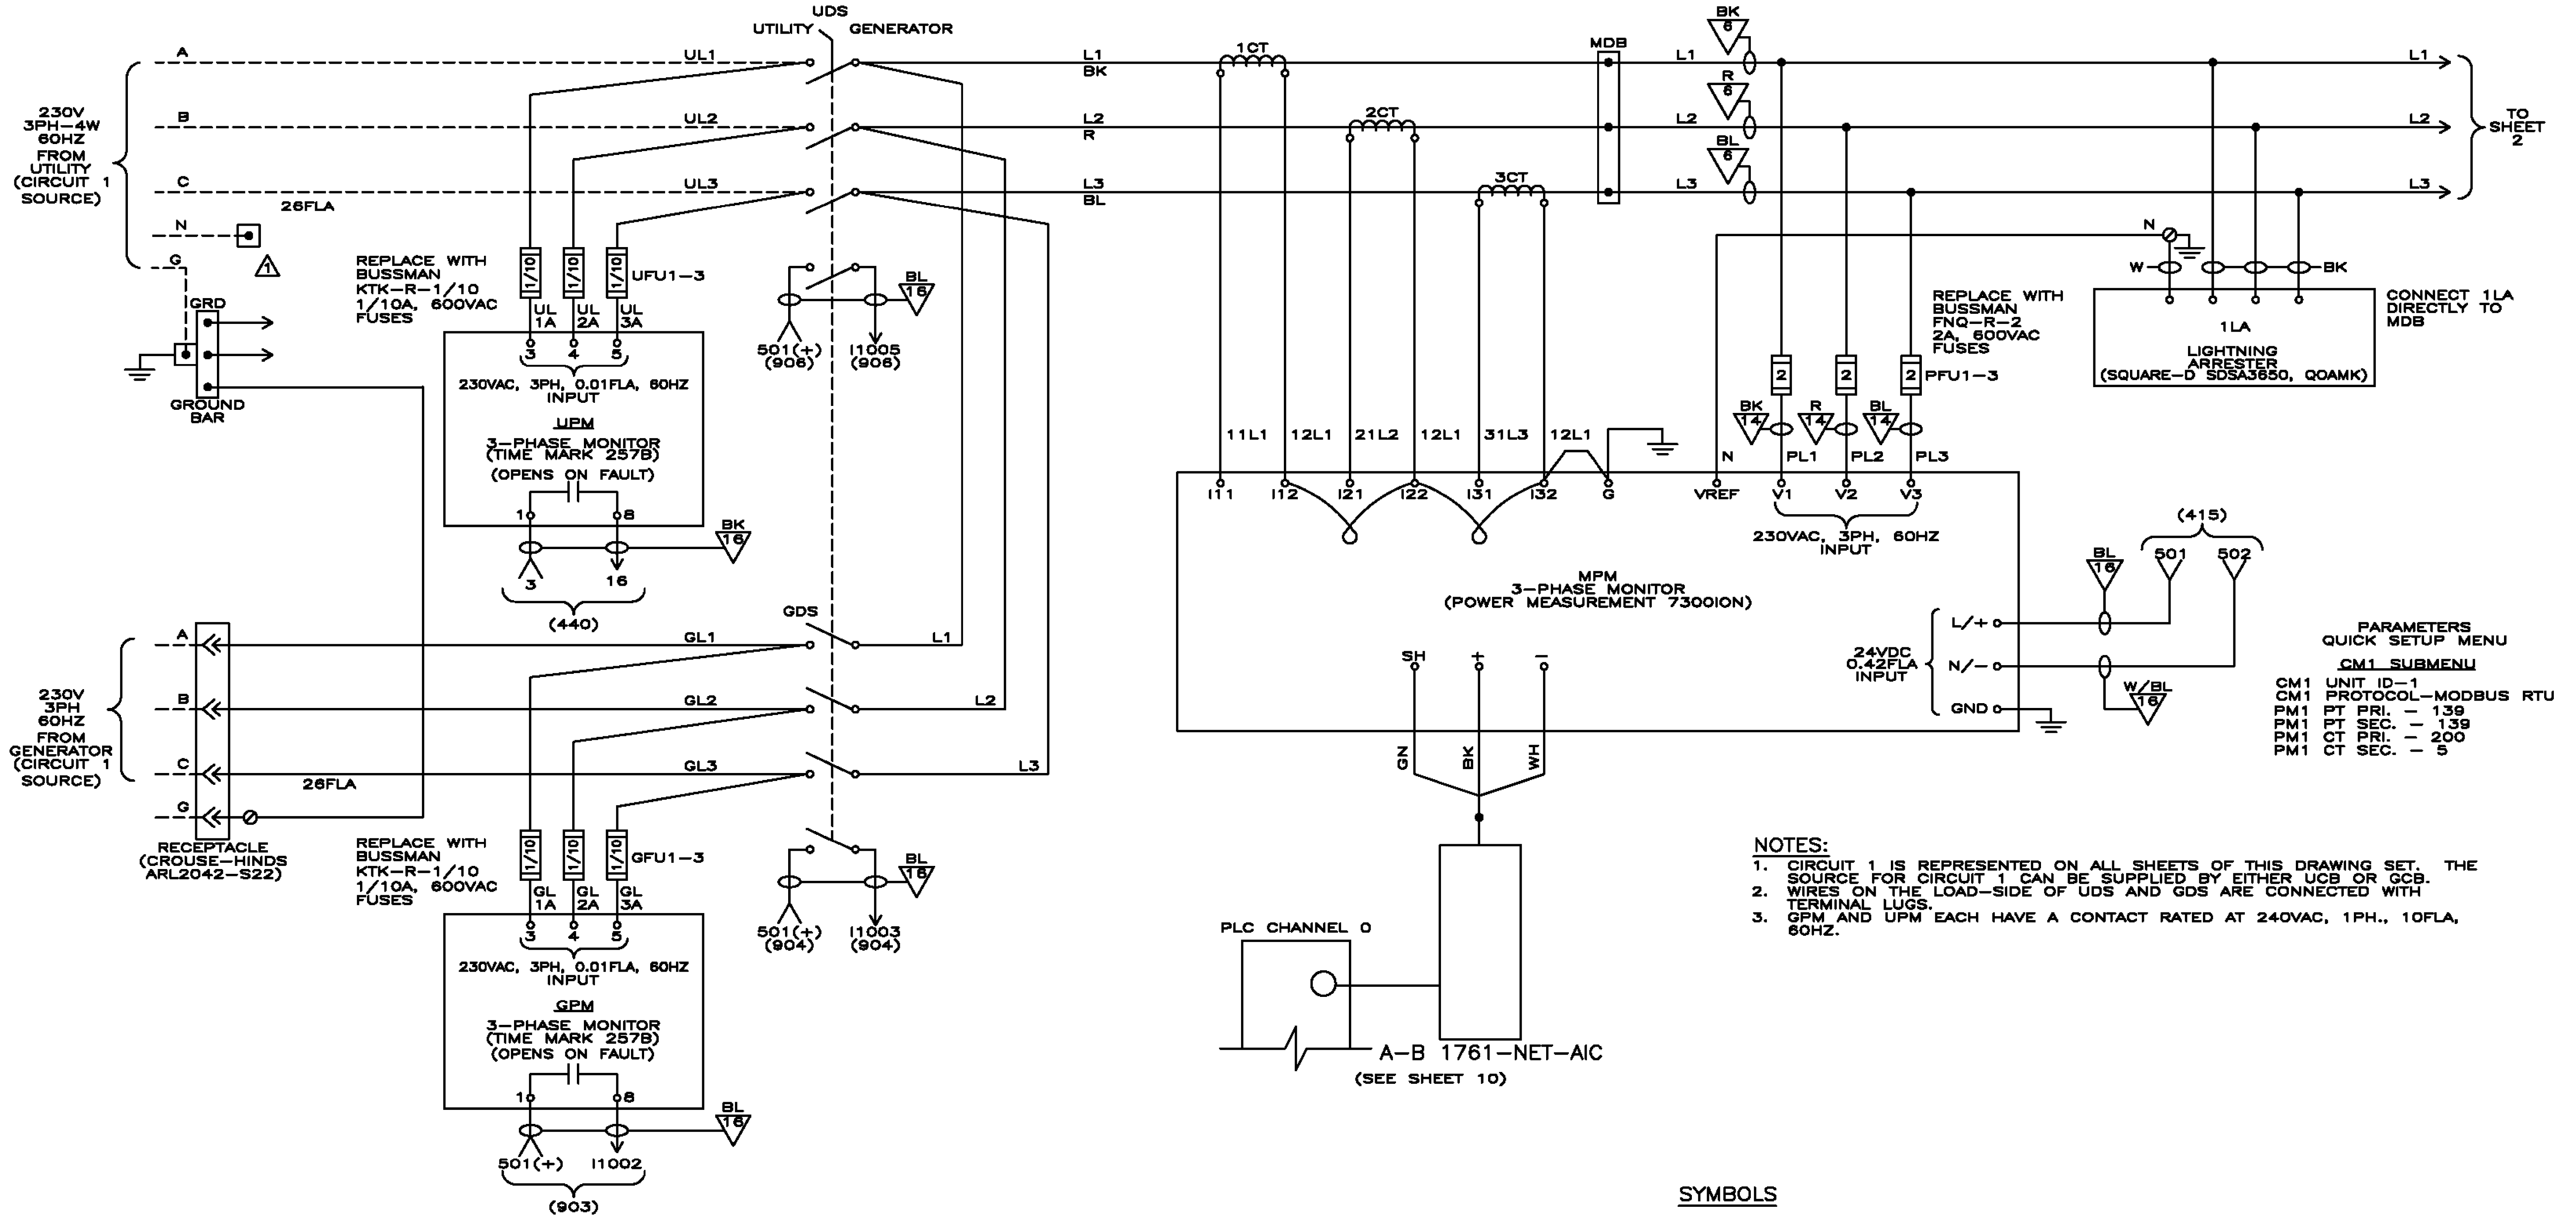 UDS
UTILITY
GENERATOR
A
UL1
B
UL2
C
UL3
26FLA
N
G
1
230V
3PH-4W
60HZ
FROM
UTILITY
(CIRCUIT 1
SOURCE)
GRD
GROUND
BAR
REPLACE WITH
BUSSMAN
KTK-R-1/10
1/10A, 600VAC
FUSES
1/10
1/10
1/10
UFU1-3
UL
1A
UL
2A
UL
3A
3
4
5
230VAC, 3PH, 0.01FLA, 60HZ
INPUT
UPM
3-PHASE MONITOR
(TIME MARK 257B)
(OPENS ON FAULT)
1
8
BK
16
3
16
(440)
BL
16
501(+)
(906)
I1005
(906)
L1
BK
L2
R
L3
BL
1CT
2CT
3CT
MDB
L1
L2
L3
BK
6
R
6
BL
6
L1
L2
L3
TO
SHEET
2
N
W
BK
1LA
LIGHTNING
ARRESTER
(SQUARE-D SDSA3650, QOAMK)
CONNECT 1LA
DIRECTLY TO
MDB
REPLACE WITH
BUSSMAN
FNQ-R-2
2A, 600VAC
FUSES
2
2
2
PFU1-3
BK
14
R
14
BL
14
11L1
12L1
21L2
12L1
31L3
12L1
N
PL1
PL2
PL3
I11
I12
I21
I22
I31
I32
G
VREF
V1
V2
V3
230VAC, 3PH, 60HZ
INPUT
MPM
3-PHASE MONITOR
(POWER MEASUREMENT 7300ION)
SH
+
-
24VDC
0.42FLA
INPUT
L/+
N/-
GND
BL
16
W/BL
16
(415)
501
502
PARAMETERS
QUICK SETUP MENU
CM1 SUBMENU
CM1 UNIT ID-1
CM1 PROTOCOL-MODBUS RTU
PM1 PT PRI. - 139
PM1 PT SEC. - 139
PM1 CT PRI. - 200
PM1 CT SEC. - 5
GN
BK
WH
PLC CHANNEL 0
A-B 1761-NET-AIC
(SEE SHEET 10)
GDS
230V
3PH
60HZ
FROM
GENERATOR
(CIRCUIT 1
SOURCE)
A
GL1
L1
B
GL2
L2
C
GL3
L3
26FLA
G
RECEPTACLE
(CROUSE-HINDS
ARL2042-S22)
REPLACE WITH
BUSSMAN
KTK-R-1/10
1/10A, 600VAC
FUSES
1/10
1/10
1/10
GFU1-3
GL
1A
GL
2A
GL
3A
3
4
5
230VAC, 3PH, 0.01FLA, 60HZ
INPUT
GPM
3-PHASE MONITOR
(TIME MARK 257B)
(OPENS ON FAULT)
1
8
BL
16
501(+)
I1002
(903)
BL
16
501(+)
(904)
I1003
(904)
NOTES:
1. CIRCUIT 1 IS REPRESENTED ON ALL SHEETS OF THIS DRAWING SET. THE
SOURCE FOR CIRCUIT 1 CAN BE SUPPLIED BY EITHER UCB OR GCB.
2. WIRES ON THE LOAD-SIDE OF UDS AND GDS ARE CONNECTED WITH
TERMINAL LUGS.
3. GPM AND UPM EACH HAVE A CONTACT RATED AT 240VAC, 1PH., 10FLA,
60HZ.
SYMBOLS